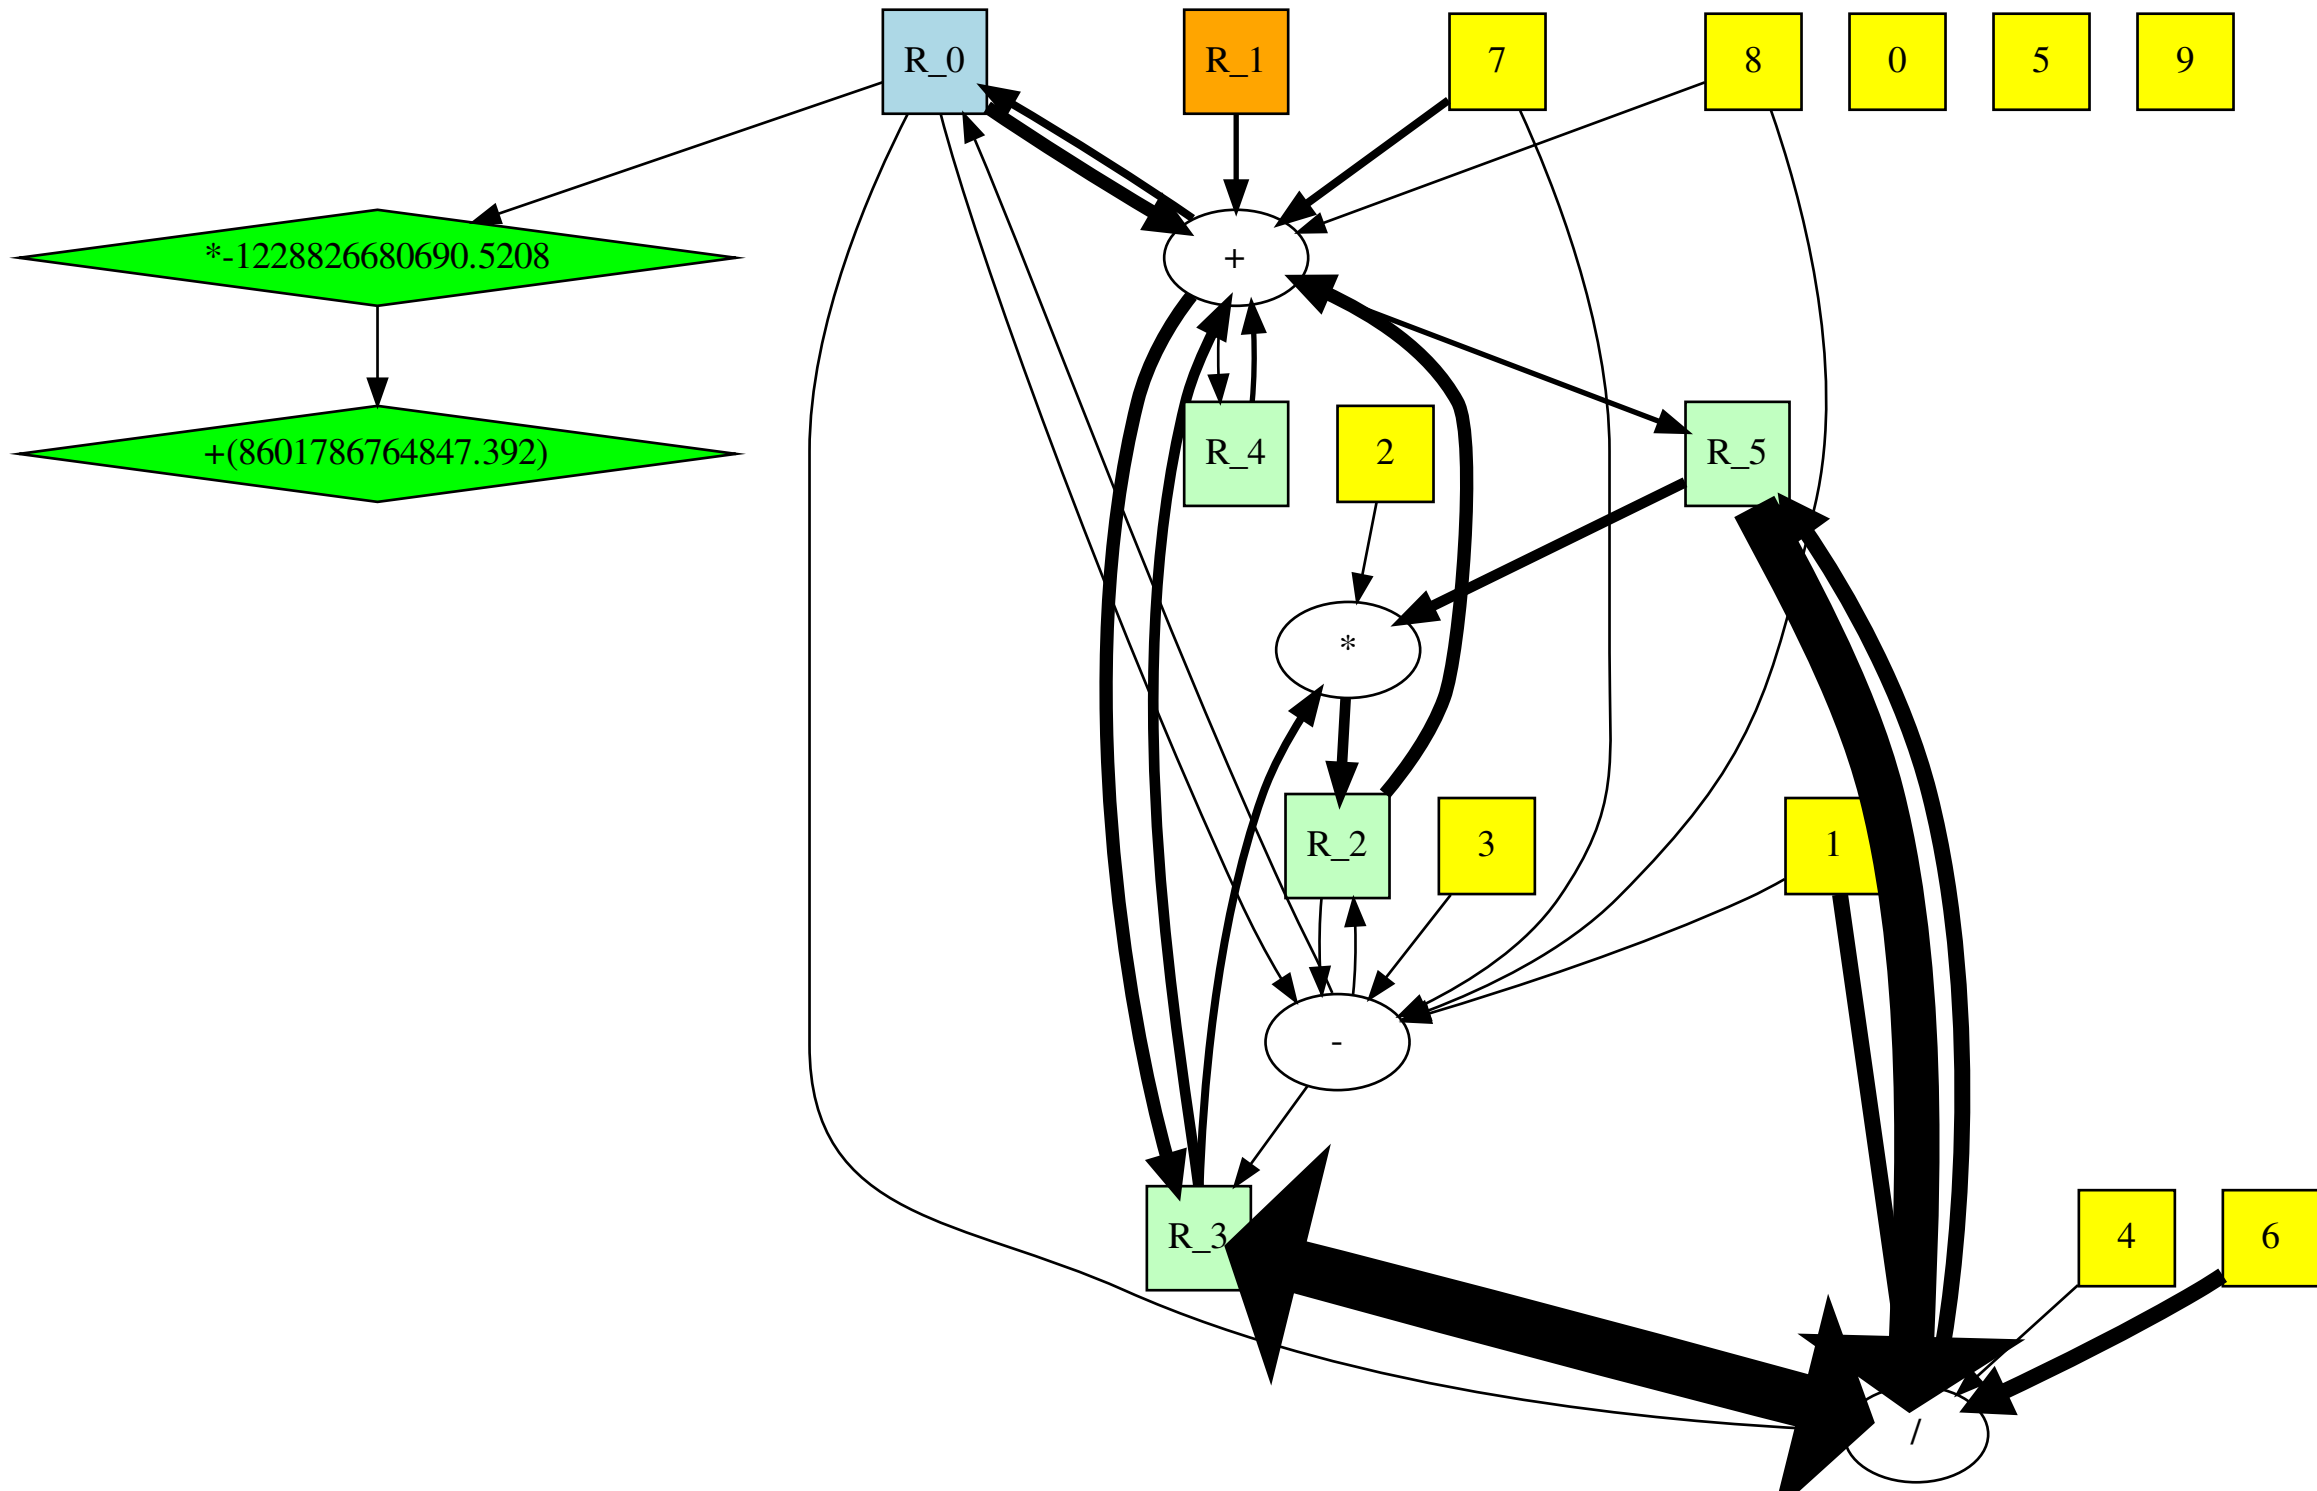 R_0
R_1
7
8
0
5
9
*-1228826680690.5208
+
+(8601786764847.392)
R_4
2
R_5
*
R_2
3
1
-
R_3
4
6
/